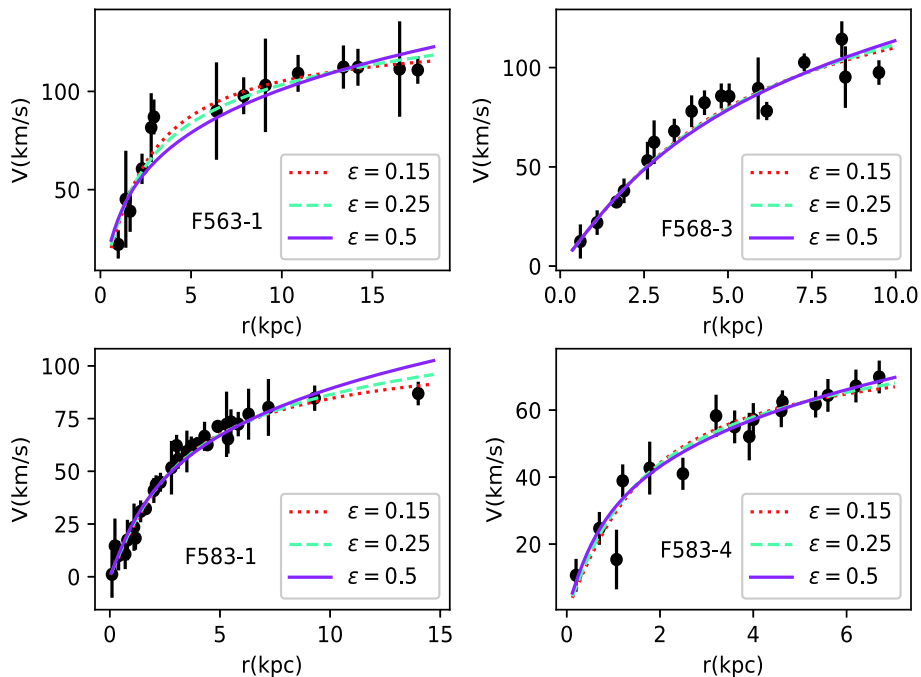 V(km/s)
100
50
0 5 10 15
r(kpc)
F563-1
ε = 0.15
ε = 0.25
ε = 0.5
V(km/s)
100
50
0
0.0 2.5 5.0 7.5 10.0
r(kpc)
F568-3
ε = 0.15
ε = 0.25
ε = 0.5
V(km/s)
100
75
50
25
0
0 5 10 15
r(kpc)
F583-1
ε = 0.15
ε = 0.25
ε = 0.5
V(km/s)
60
40
20
0 2 4 6
r(kpc)
F583-4
ε = 0.15
ε = 0.25
ε = 0.5